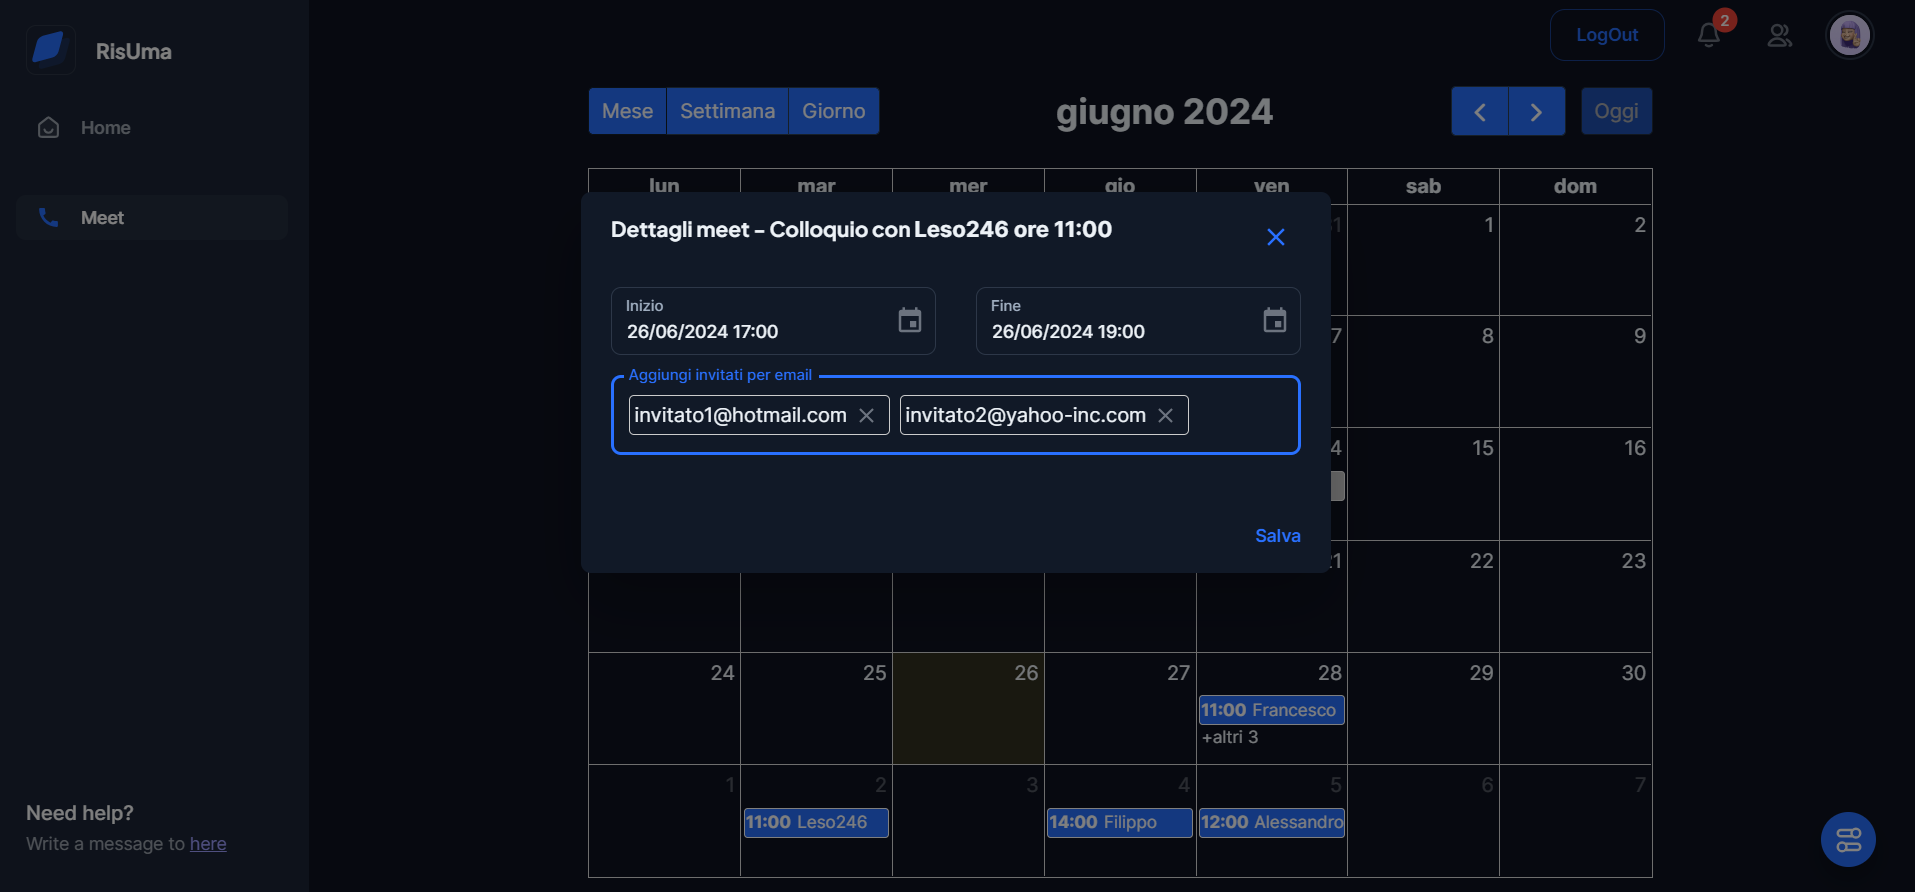 RisUma
Home
Meet
Need help?
Write a message to here
LogOut
2
Mese Settimana Giorno
giugno 2024
Oggi
lun mar mer gio ven sab dom
1 2
7 8 9
15 16
22 23
24 25 26 27 28 29 30
11:00 Francesco
+altri 3
1 2 3 4 5 6 7
11:00 Leso246
14:00 Filippo
12:00 Alessandro
Dettagli meet – Colloquio con Leso246 ore 11:00
Inizio
26/06/2024 17:00
Fine
26/06/2024 19:00
Aggiungi invitati per email
invitato1@hotmail.com
invitato2@yahoo-inc.com
Salva